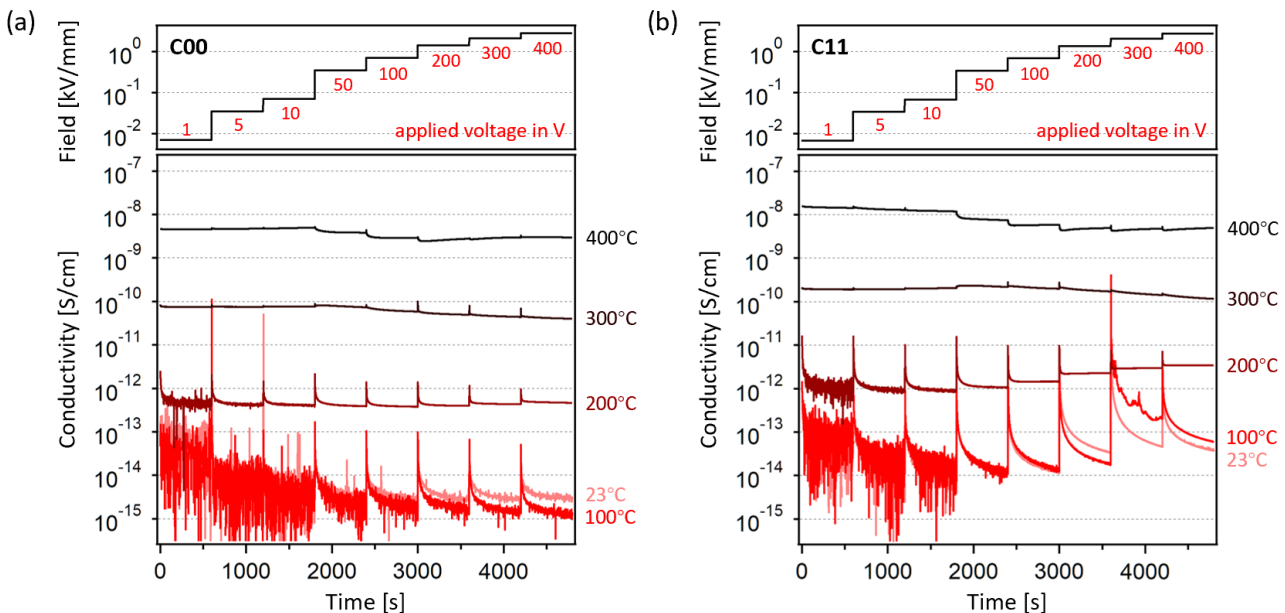 (a)
C00
Field [kV/mm]
10⁰
10⁻¹
10⁻²
1
5
10
50
100
200
300
400
applied voltage in V
Conductivity [S/cm]
10⁻⁷
10⁻⁸
10⁻⁹
10⁻¹⁰
10⁻¹¹
10⁻¹²
10⁻¹³
10⁻¹⁴
10⁻¹⁵
400°C
300°C
200°C
23°C
100°C
0
1000
2000
3000
4000
Time [s]
(b)
C11
Field [kV/mm]
10⁰
10⁻¹
10⁻²
1
5
10
50
100
200
300
400
applied voltage in V
Conductivity [S/cm]
10⁻⁷
10⁻⁸
10⁻⁹
10⁻¹⁰
10⁻¹¹
10⁻¹²
10⁻¹³
10⁻¹⁴
10⁻¹⁵
400°C
300°C
200°C
100°C
23°C
0
1000
2000
3000
4000
Time [s]